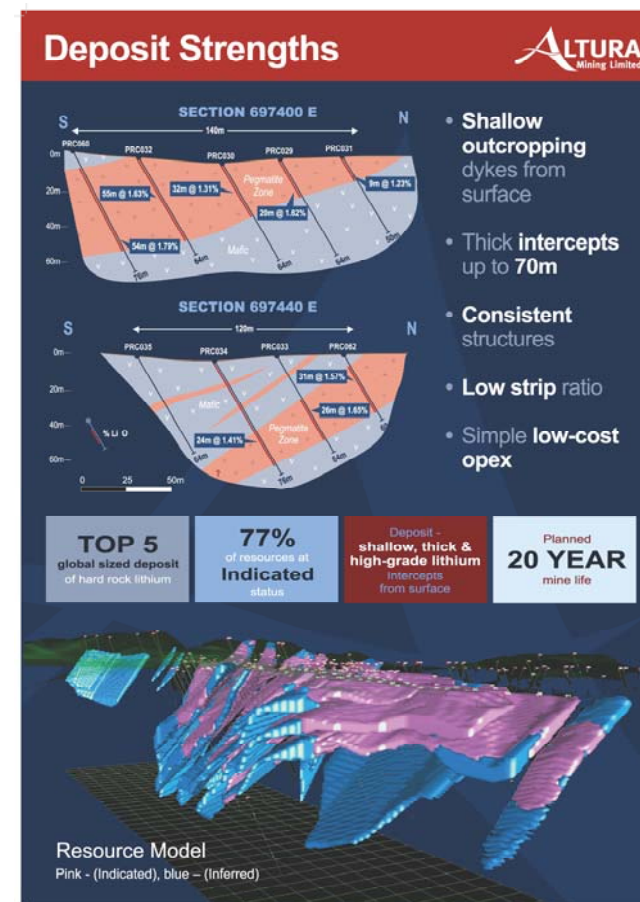 Deposit Strengths
ALTURA
Mining Limited
SECTION 697400 E
S
N
140m
PRC060
PRC032
PRC030
PRC029
PRC031
0m
20m
40m
60m
55m @ 1.63%
32m @ 1.31%
Pegmatite
Zone
9m @ 1.23%
20m @ 1.62%
54m @ 1.79%
Mafic
76m
64m
64m
64m
50m
SECTION 697440 E
S
N
120m
PRC035
PRC034
PRC033
PRC062
0m
20m
40m
60m
31m @ 1.57%
Mafic
26m @ 1.65%
24m @ 1.41%
Pegmatite
Zone
% Li O
64m
76m
64m
?
0
25
50m
• Shallow
outcropping
dykes from
surface
• Thick intercepts
up to 70m
• Consistent
structures
• Low strip ratio
• Simple low-cost
opex
TOP 5
global sized deposit
of hard rock lithium
77%
of resources at
Indicated
status
Deposit -
shallow, thick &
high-grade lithium
intercepts
from surface
Planned
20 YEAR
mine life
Resource Model
Pink - (Indicated), blue – (Inferred)